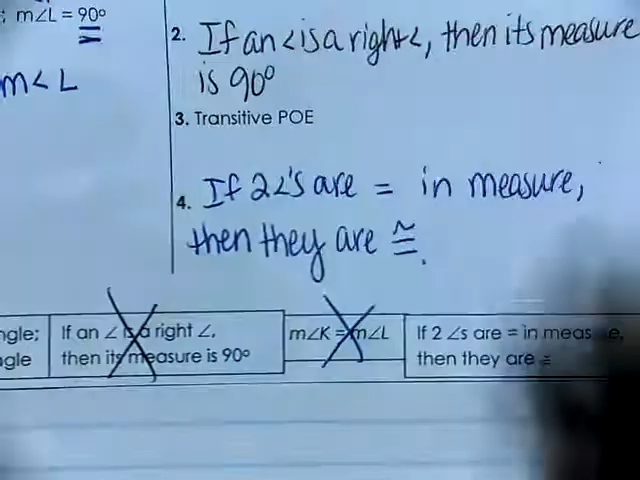 ; m∠L = 90°
m∠L
2. If an ∠ is a right ∠, then its measure
is 90°
3. Transitive POE
4. If 2∠'s are = in measure,
then they are ≅.
ngle;
ngle
If an ∠ is a right ∠,
then its measure is 90°
m∠K = m∠L
If 2 ∠s are = in meas e,
then they are ≅